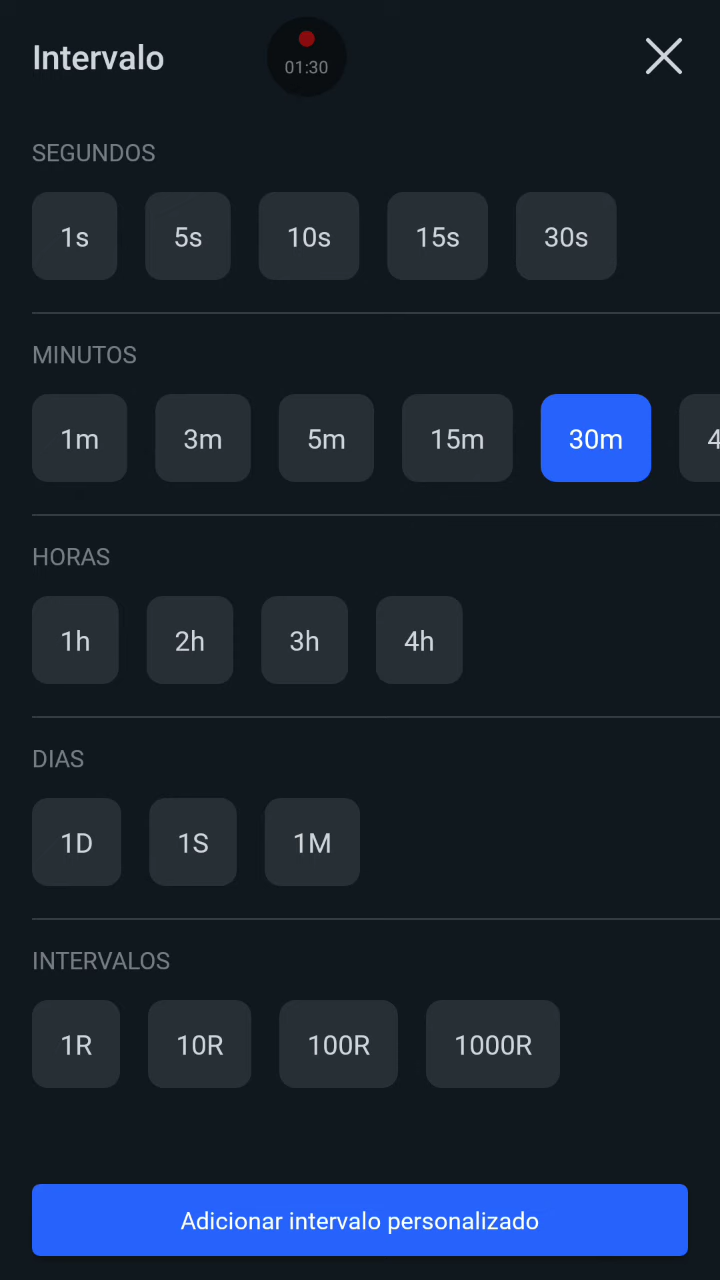 Intervalo
01:30
SEGUNDOS
1s 5s 10s 15s 30s
MINUTOS
1m 3m 5m 15m 30m 4
HORAS
1h 2h 3h 4h
DIAS
1D 1S 1M
INTERVALOS
1R 10R 100R 1000R
Adicionar intervalo personalizado